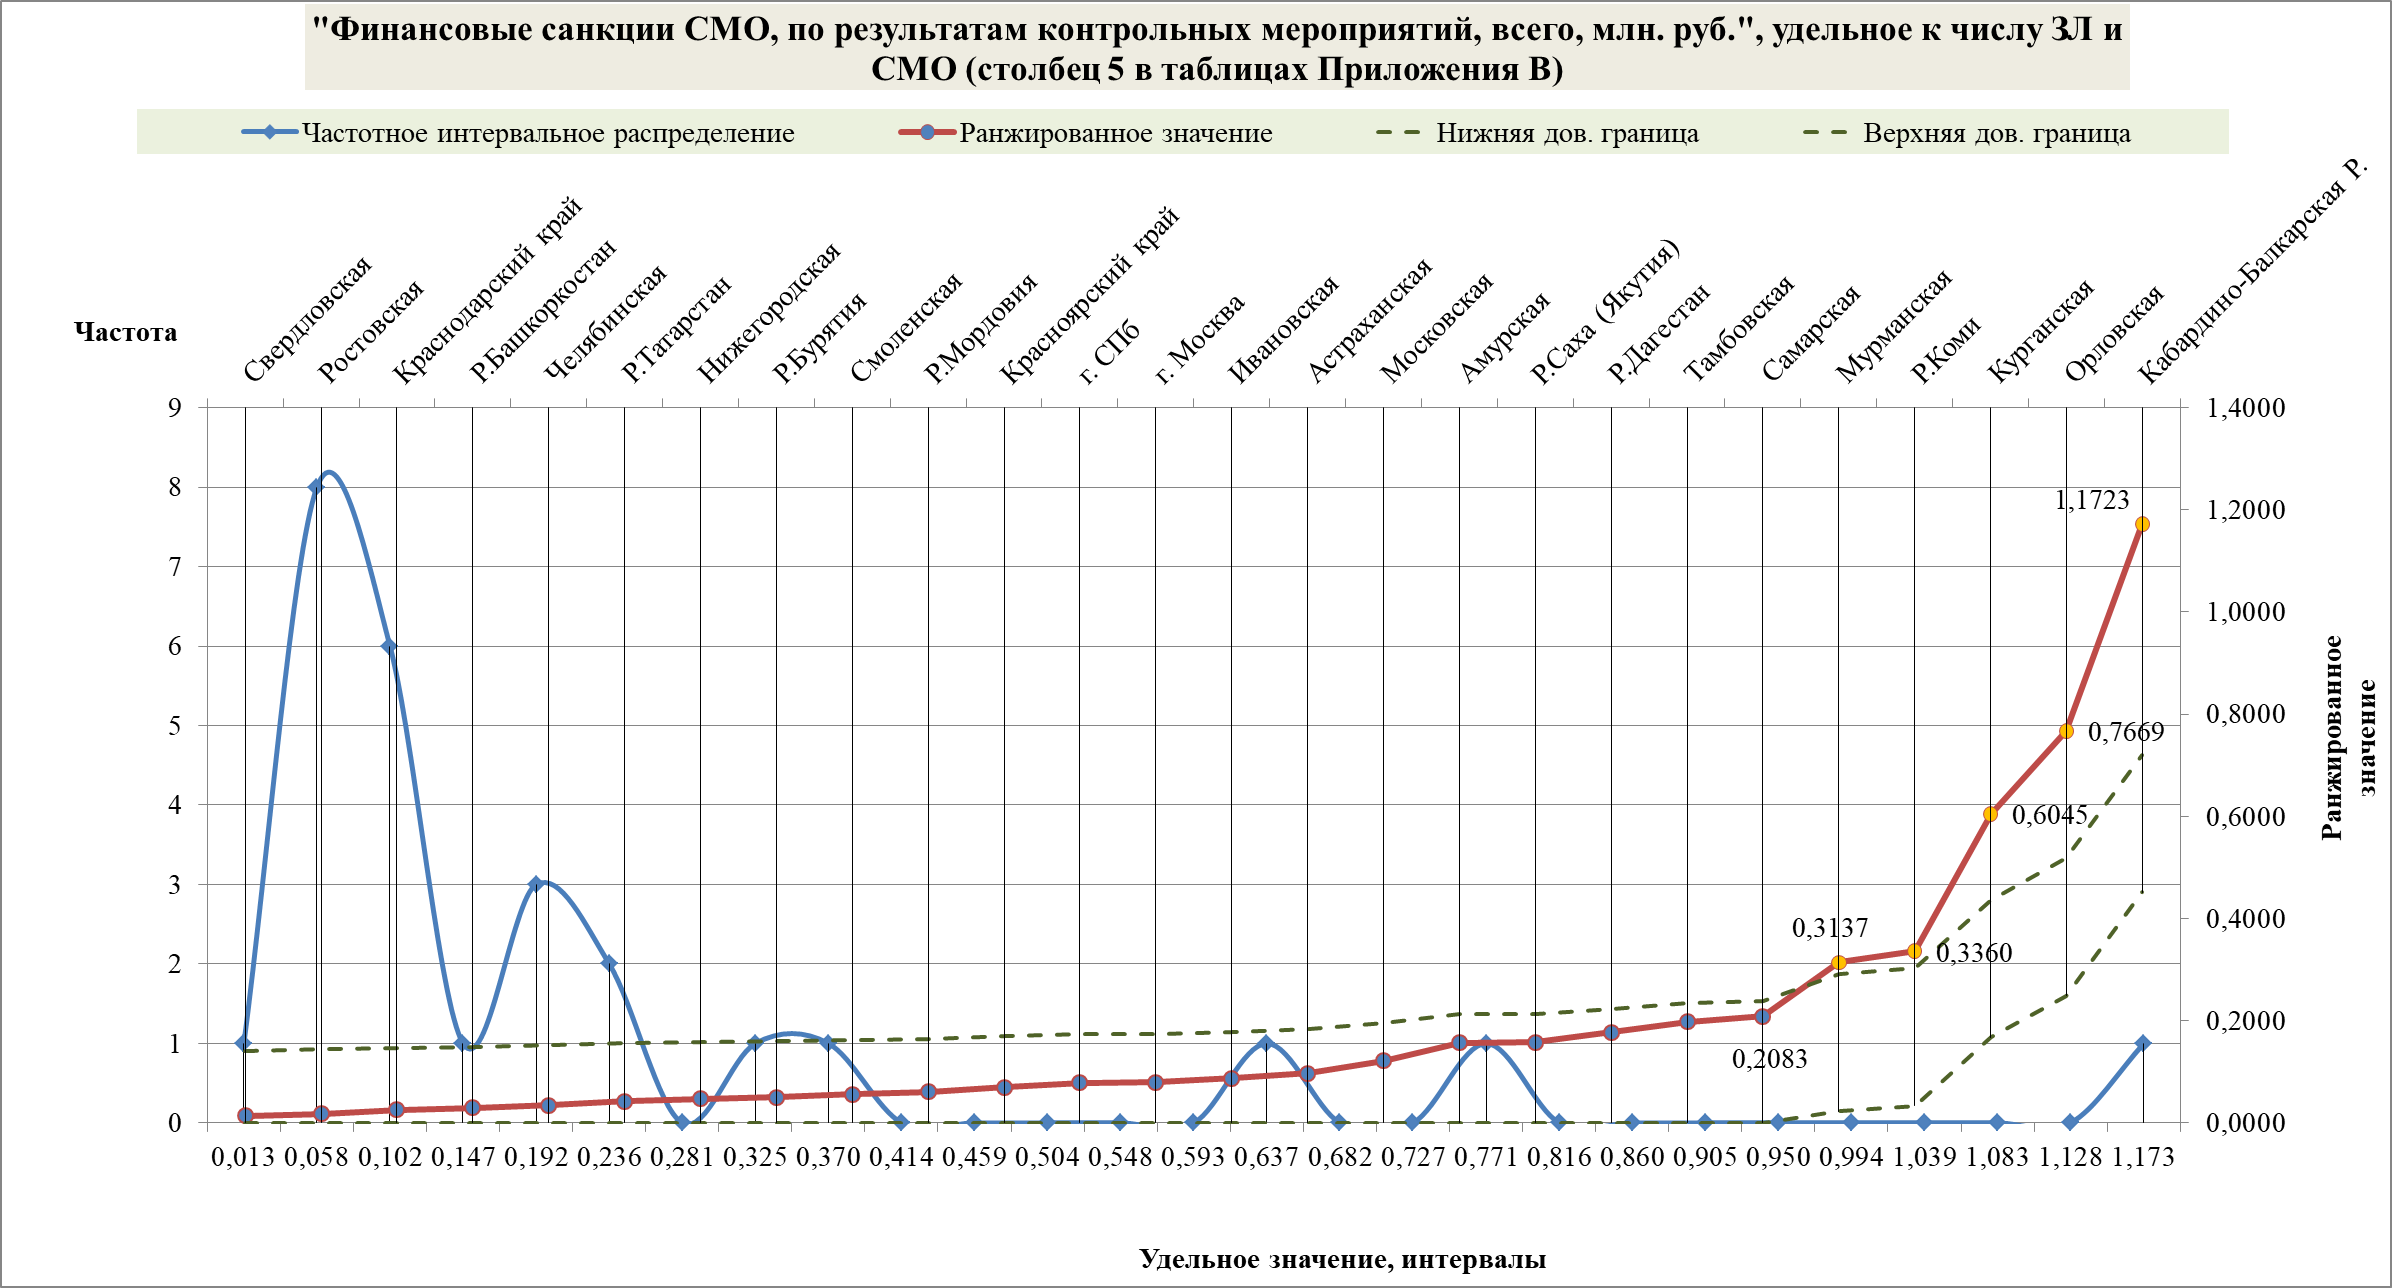 "Финансовые санкции СМО, по результатам контрольных мероприятий, всего, млн. руб.", удельное к числу ЗЛ и
СМО (столбец 5 в таблицах Приложения В)
Частотное интервальное распределение
Ранжированное значение
Нижняя дов. граница
Верхняя дов. граница
Частота
Свердловская
Ростовская
Краснодарский край
Р.Башкоркостан
Челябинская
Р.Татарстан
Нижегородская
Р.Бурятия
Смоленская
Р.Мордовия
Красноярский край
г. СПб
г. Москва
Ивановская
Астраханская
Московская
Амурская
Р.Саха (Якутия)
Р.Дагестан
Тамбовская
Самарская
Мурманская
Р.Коми
Курганская
Орловская
Кабардино-Балкарская Р.
9
8
7
6
5
4
3
2
1
0
1,4000
1,2000
1,0000
0,8000
0,6000
0,4000
0,2000
0,0000
1,1723
0,7669
0,6045
0,3137
0,3360
0,2083
Ранжированное
значение
0,013
0,058
0,102
0,147
0,192
0,236
0,281
0,325
0,370
0,414
0,459
0,504
0,548
0,593
0,637
0,682
0,727
0,771
0,816
0,860
0,905
0,950
0,994
1,039
1,083
1,128
1,173
Удельное значение, интервалы